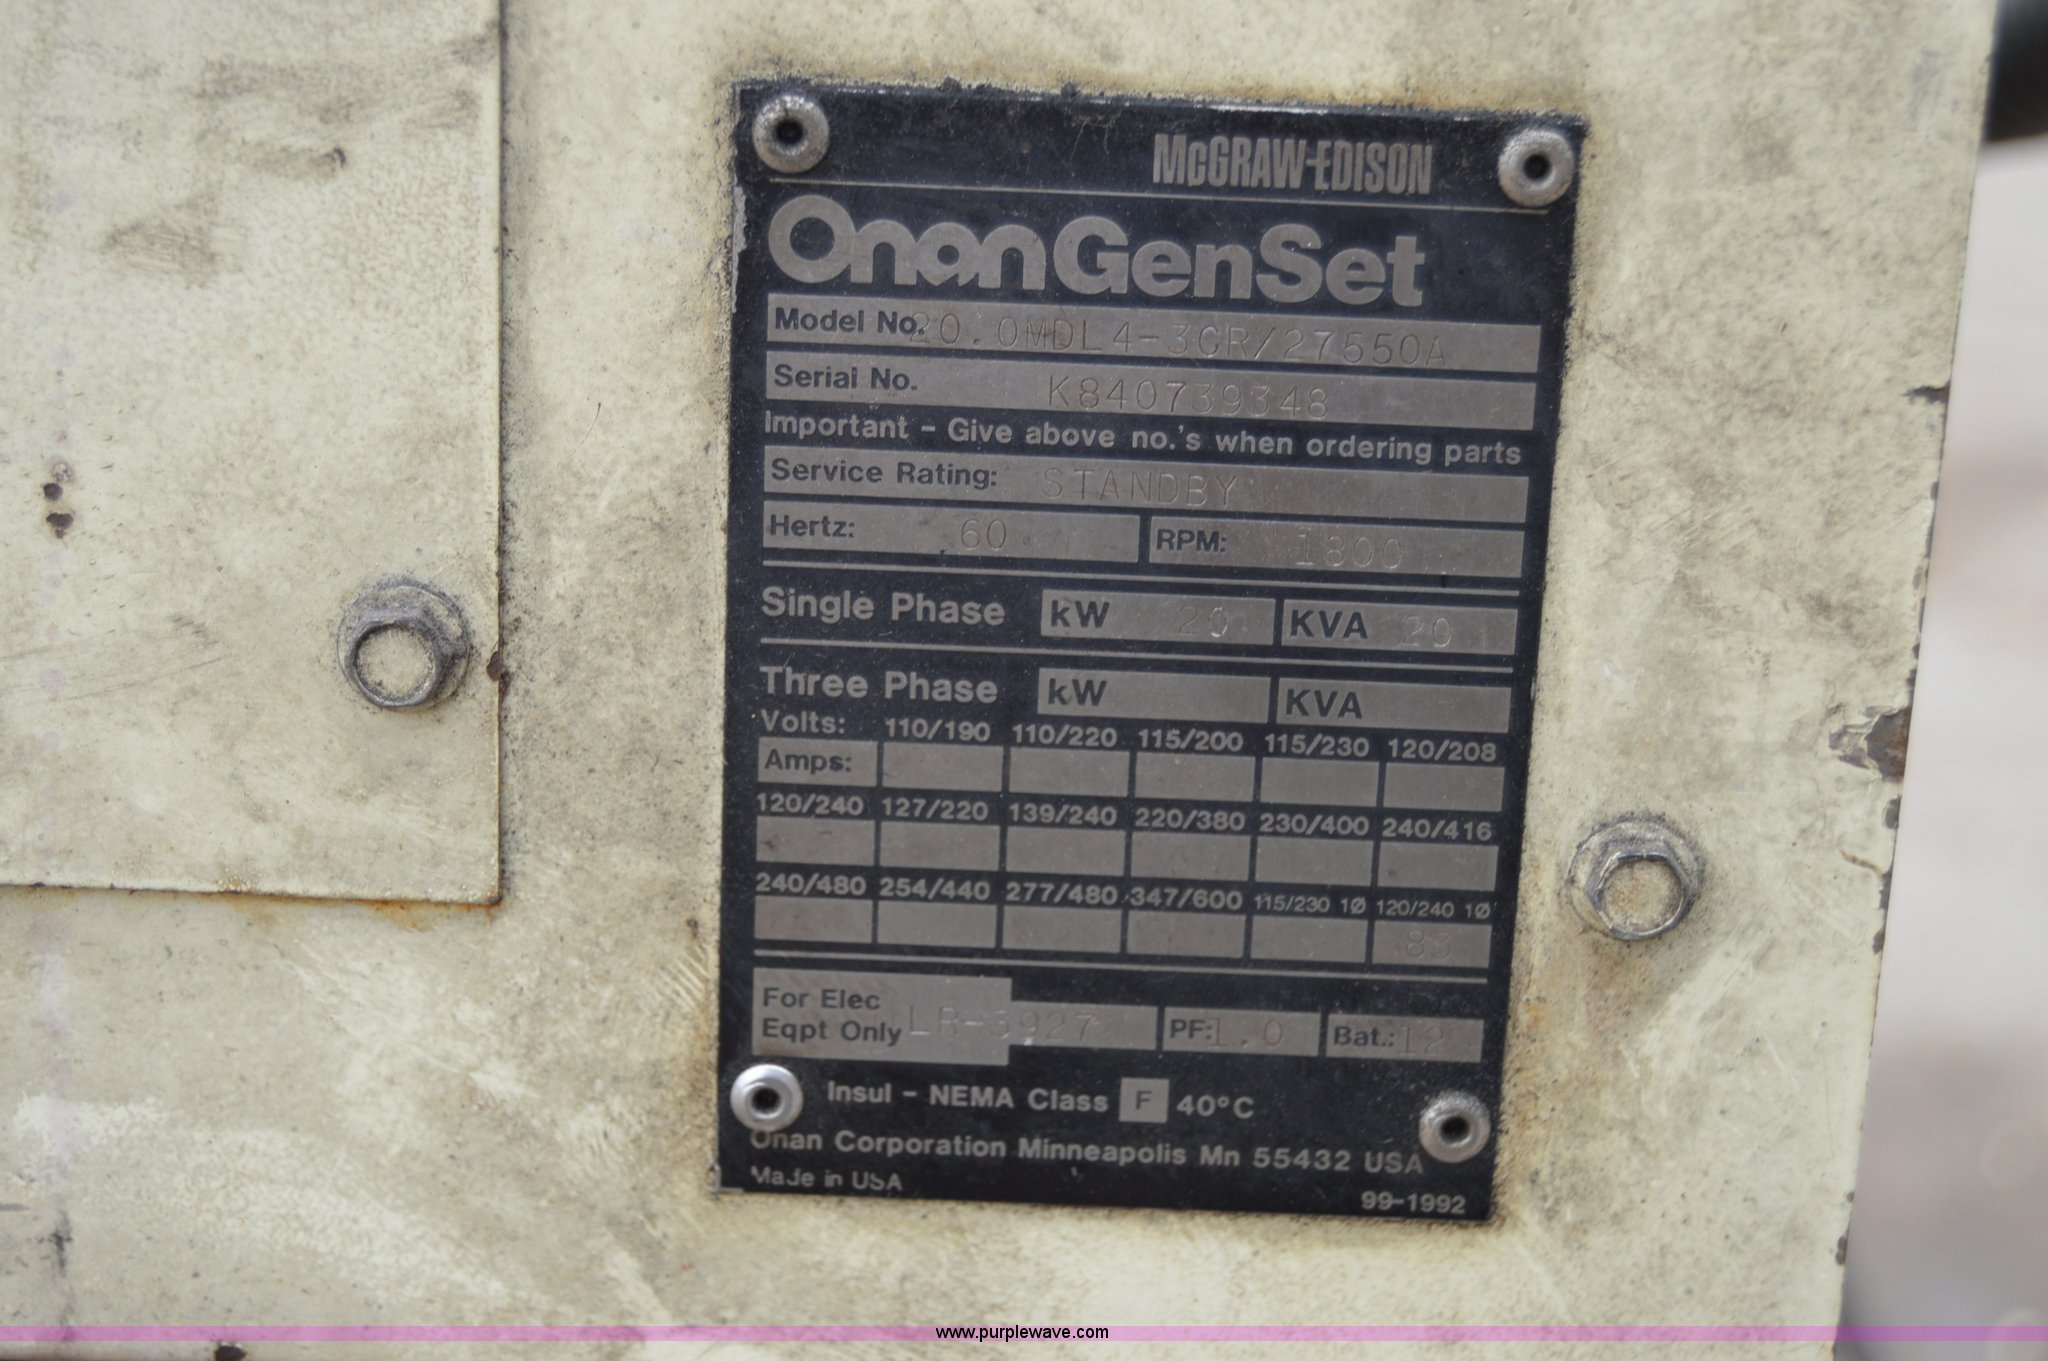 McGRAW-EDISON
Onan GenSet
Model No. 20.0MDL4-3CR/27550A
Serial No. K840739348
Important - Give above no.'s when ordering parts
Service Rating: STANDBY
Hertz: 60 RPM: 1800
Single Phase kW 20 KVA 20
Three Phase kW KVA
Volts: 110/190 110/220 115/200 115/230 120/208
Amps:
120/240 127/220 139/240 220/380 230/400 240/416
240/480 254/440 277/480 347/600 115/230 1Ø 120/240 1Ø
83
For Elec
Eqpt Only LR-3927 PF: 1.0 Bat.: 12
Insul - NEMA Class F 40°C
Onan Corporation Minneapolis Mn 55432 USA
Made in USA
99-1992
www.purplewave.com